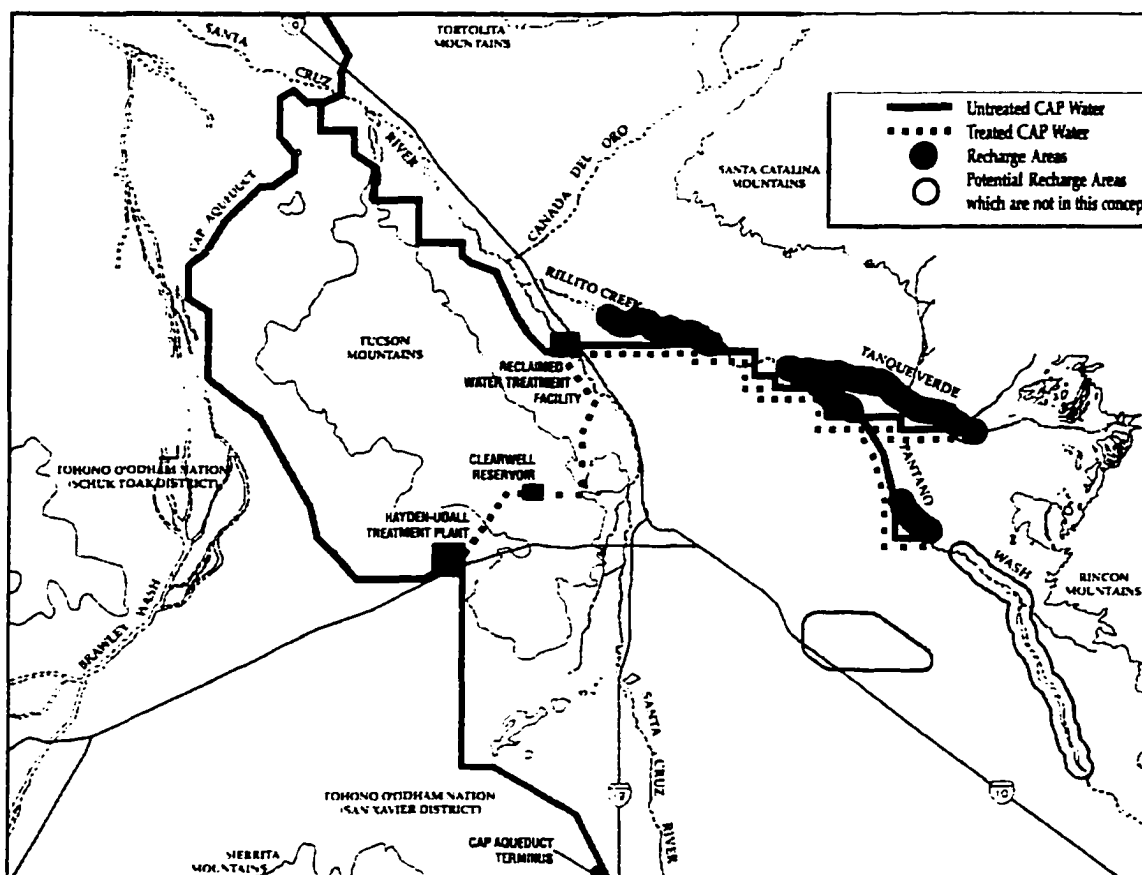 TORTOLITA
MOUNTAINS
SANTA
CRUZ
RIVER
CANADA DEL ORO
SANTA CATALINA
MOUNTAINS
Untreated CAP Water
Treated CAP Water
Recharge Areas
Potential Recharge Areas
which are not in this concep
CAP AQUEDUCT
RILLITO CREEK
TUCSON
MOUNTAINS
RECLAIMED
WATER TREATMENT
FACILITY
TANQUE VERDE
PANTANO
WASH
CLEARWELL
RESERVOIR
TOHONO O'ODHAM NATION
(SCHUK TOAK DISTRICT)
HAYDEN-UDALL
TREATMENT PLANT
RINCON
MOUNTAINS
BRAWLEY WASH
SANTA
CRUZ
RIVER
TOHONO O'ODHAM NATION
(SAN XAVIER DISTRICT)
10
CAP AQUEDUCT
TERMINUS
SIERRITA
MOUNTAINS